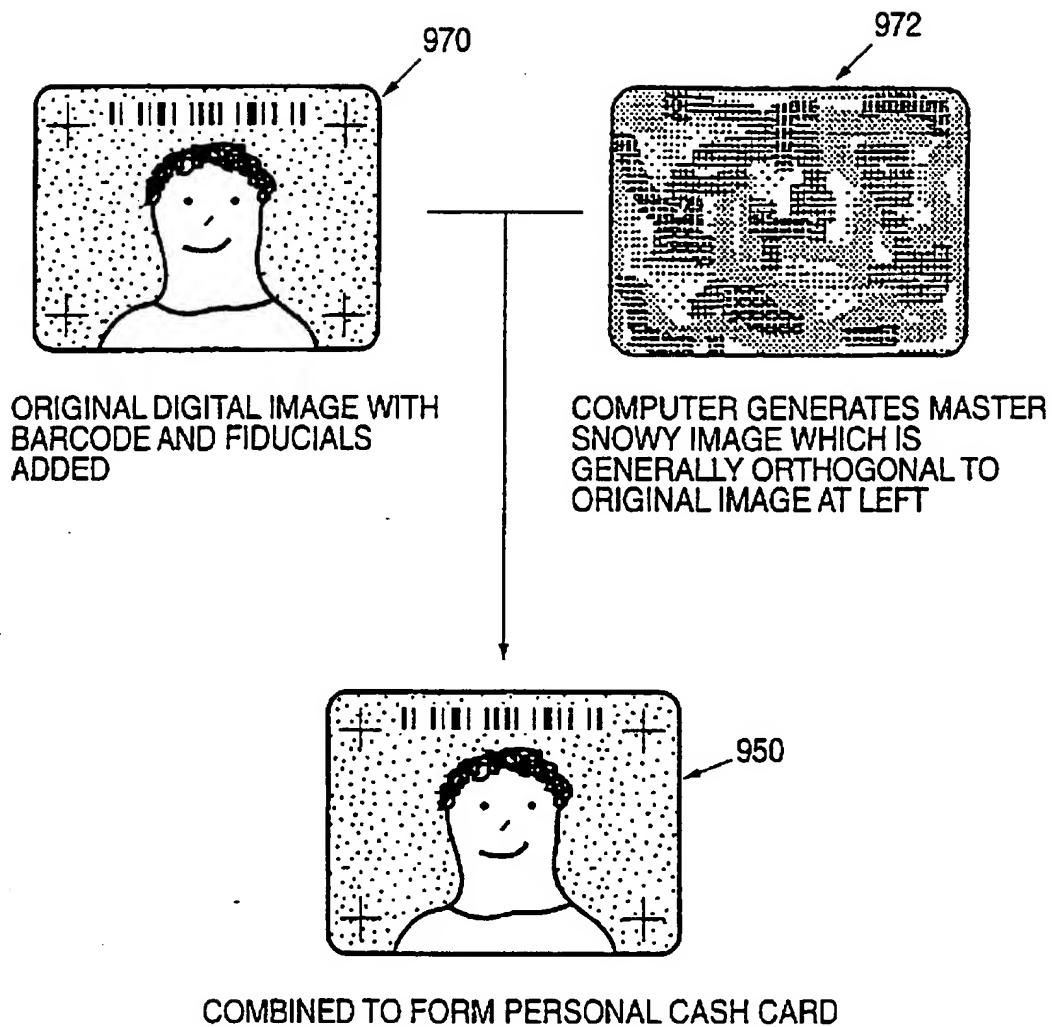 970
972
ORIGINAL DIGITAL IMAGE WITH
BARCODE AND FIDUCIALS
ADDED
COMPUTER GENERATES MASTER
SNOWY IMAGE WHICH IS
GENERALLY ORTHOGONAL TO
ORIGINAL IMAGE AT LEFT
950
COMBINED TO FORM PERSONAL CASH CARD